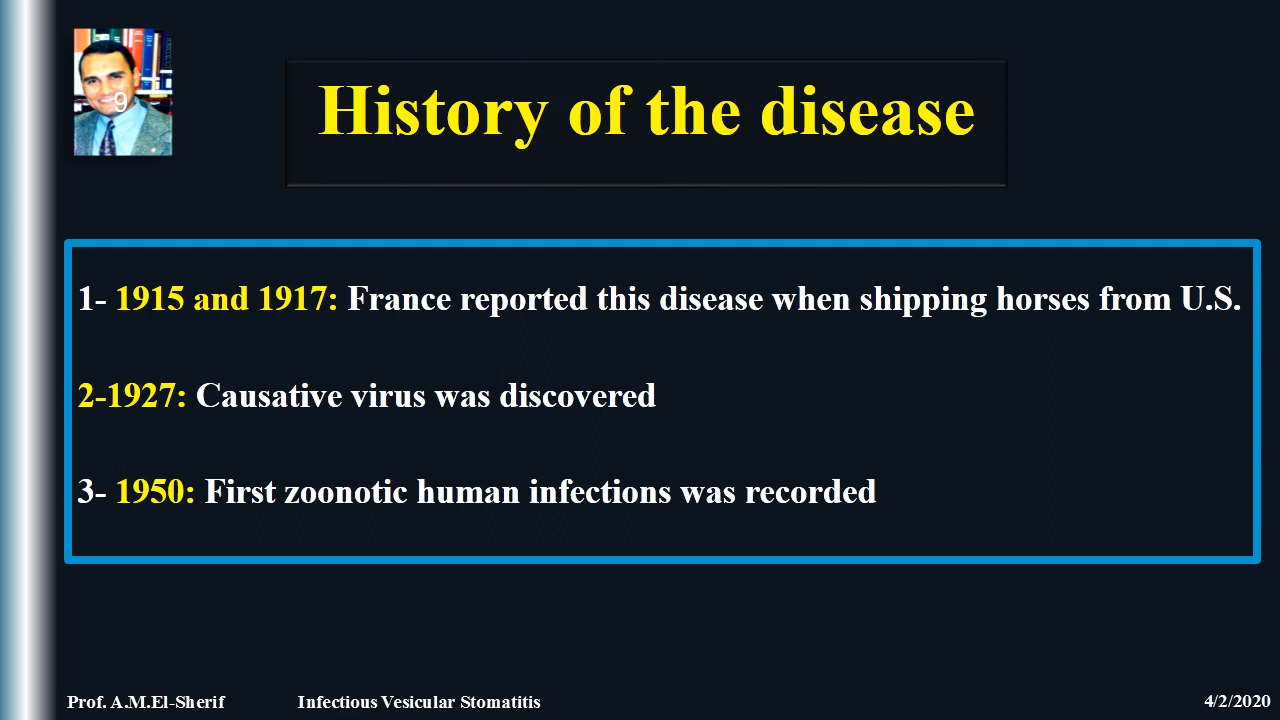 9
History of the disease
1- 1915 and 1917: France reported this disease when shipping horses from U.S.
2-1927: Causative virus was discovered
3- 1950: First zoonotic human infections was recorded
Prof. A.M.El-Sherif Infectious Vesicular Stomatitis 4/2/2020